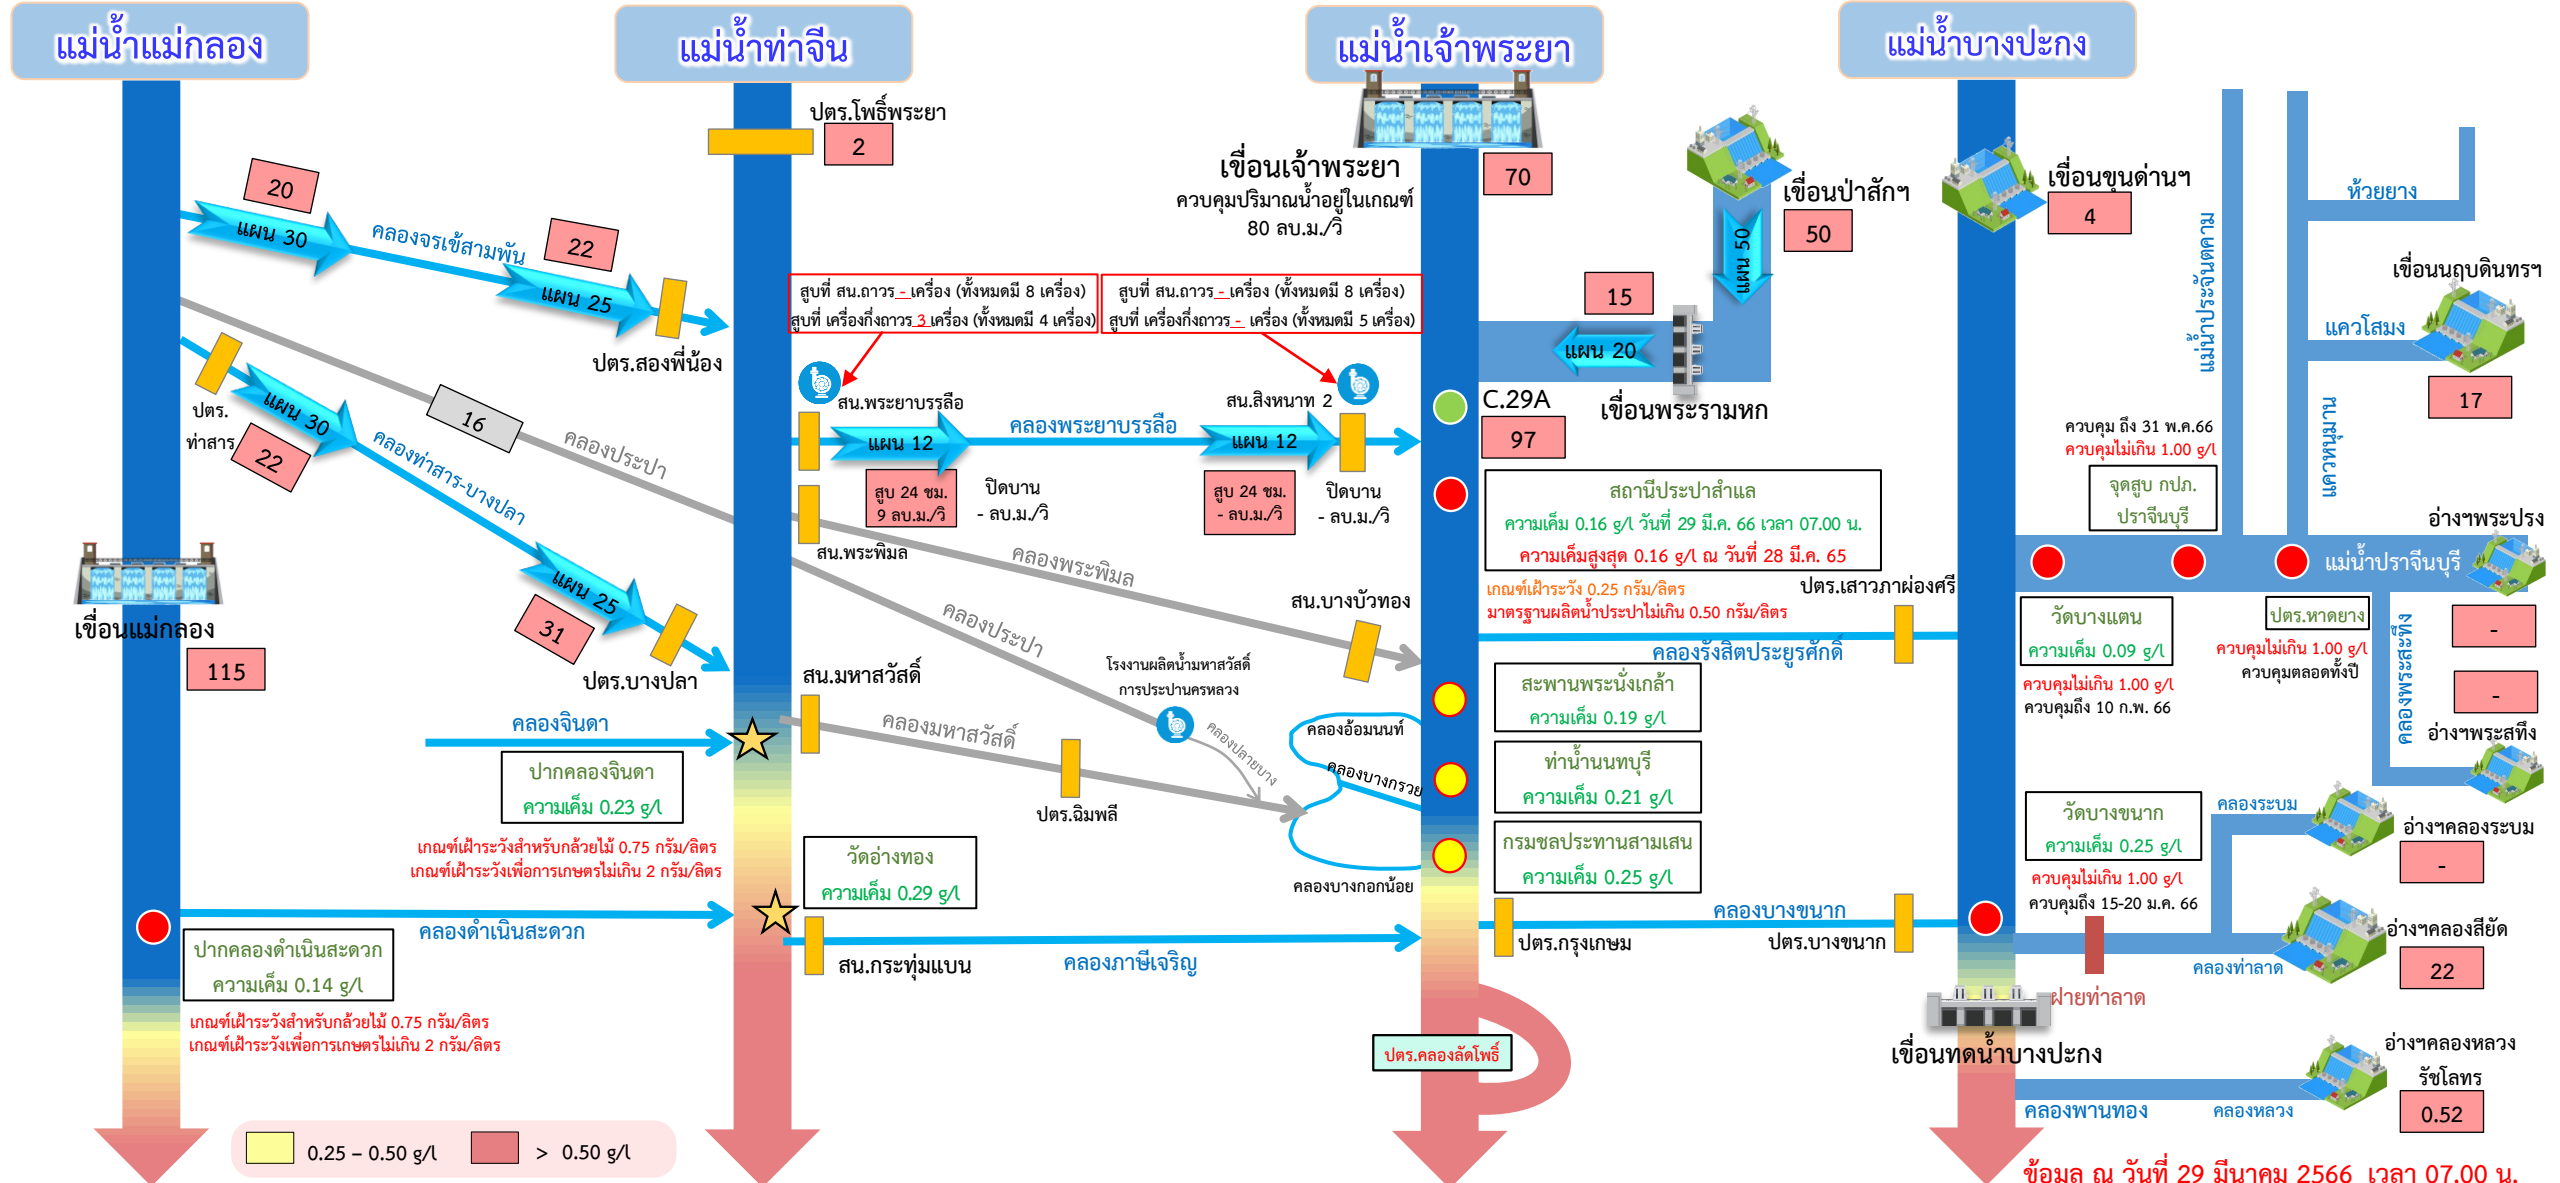 แม่น้ำแม่กลอง
แม่น้ำท่าจีน
แม่น้ำเจ้าพระยา
แม่น้ำบางปะกง
20
แผน 30
คลองจรเข้สามพัน
22
แผน 25
ปตร.สองพี่น้อง
ปตร.
ท่าสาร
22
แผน 30
คลองท่าสาร-บางปลา
แผน 25
31
ปตร.บางปลา
16
คลองประปา
เขื่อนแม่กลอง
115
คลองจินดา
ปากคลองจินดา
ความเค็ม 0.23 g/l
เกณฑ์เฝ้าระวังสำหรับกล้วยไม้ 0.75 กรัม/ลิตร
เกณฑ์เฝ้าระวังเพื่อการเกษตรไม่เกิน 2 กรัม/ลิตร
คลองดำเนินสะดวก
ปากคลองดำเนินสะดวก
ความเค็ม 0.14 g/l
เกณฑ์เฝ้าระวังสำหรับกล้วยไม้ 0.75 กรัม/ลิตร
เกณฑ์เฝ้าระวังเพื่อการเกษตรไม่เกิน 2 กรัม/ลิตร
0.25 – 0.50 g/l
> 0.50 g/l
ปตร.โพธิ์พระยา
2
สูบที่ สน.ถาวร - เครื่อง (ทั้งหมดมี 8 เครื่อง)
สูบที่ เครื่องกึ่งถาวร 3 เครื่อง (ทั้งหมดมี 4 เครื่อง)
สูบที่ สน.ถาวร - เครื่อง (ทั้งหมดมี 8 เครื่อง)
สูบที่ เครื่องกึ่งถาวร - เครื่อง (ทั้งหมดมี 5 เครื่อง)
สน.พระยาบรรลือ
แผน 12
คลองพระยาบรรลือ
สน.สิงหนาท 2
แผน 12
สูบ 24 ชม.
9 ลบ.ม./วิ
ปิดบาน
- ลบ.ม./วิ
สูบ 24 ชม.
- ลบ.ม./วิ
ปิดบาน
- ลบ.ม./วิ
สน.พระพิมล
คลองพระพิมล
สน.บางบัวทอง
คลองประปา
โรงงานผลิตน้ำมหาสวัสดิ์
การประปานครหลวง
สน.มหาสวัสดิ์
คลองมหาสวัสดิ์
ปตร.ฉิมพลี
คลองปลายบาง
คลองอ้อมนนท์
คลองบางกรวย
คลองบางกอกน้อย
วัดอ่างทอง
ความเค็ม 0.29 g/l
สน.กระทุ่มแบน
คลองภาษีเจริญ
เขื่อนเจ้าพระยา
ควบคุมปริมาณน้ำอยู่ในเกณฑ์
80 ลบ.ม./วิ
70
เขื่อนป่าสักฯ
50
แผน 50
15
แผน 20
เขื่อนพระรามหก
C.29A
97
สถานีประปาสำแล
ความเค็ม 0.16 g/l วันที่ 29 มี.ค. 66 เวลา 07.00 น.
ความเค็มสูงสุด 0.16 g/l ณ วันที่ 28 มี.ค. 65
เกณฑ์เฝ้าระวัง 0.25 กรัม/ลิตร
มาตรฐานผลิตน้ำประปาไม่เกิน 0.50 กรัม/ลิตร
ปตร.เสาวภาผ่องศรี
คลองรังสิตประยูรศักดิ์
สะพานพระนั่งเกล้า
ความเค็ม 0.19 g/l
ท่าน้ำนนทบุรี
ความเค็ม 0.21 g/l
กรมชลประทานสามเสน
ความเค็ม 0.25 g/l
ปตร.กรุงเกษม
คลองบางขนาก
ปตร.บางขนาก
ปตร.คลองลัดโพธิ์
เขื่อนขุนด่านฯ
4
แม่น้ำประจันตคาม
ห้วยยาง
เขื่อนนฤบดินทรฯ
แควโสมง
17
แควหนุมาน
ควบคุม ถึง 31 พ.ค.66
ควบคุมไม่เกิน 1.00 g/l
จุดสูบ กปภ.
ปราจีนบุรี
อ่างฯพระปรง
แม่น้ำปราจีนบุรี
-
วัดบางแตน
ความเค็ม 0.09 g/l
ควบคุมไม่เกิน 1.00 g/l
ควบคุมถึง 10 ก.พ. 66
ปตร.หาดยาง
ควบคุมไม่เกิน 1.00 g/l
ควบคุมตลอดทั้งปี
คลองพระสะทึง
-
อ่างฯพระสทึง
วัดบางขนาก
ความเค็ม 0.25 g/l
ควบคุมไม่เกิน 1.00 g/l
ควบคุมถึง 15-20 ม.ค. 66
คลองระบม
อ่างฯคลองระบม
-
อ่างฯคลองสียัด
22
คลองท่าลาด
ฝายท่าลาด
เขื่อนทดน้ำบางปะกง
อ่างฯคลองหลวง
รัชโลทร
0.52
คลองพานทอง
คลองหลวง
ข้อมูล ณ วันที่ 29 มีนาคม 2566 เวลา 07.00 น.